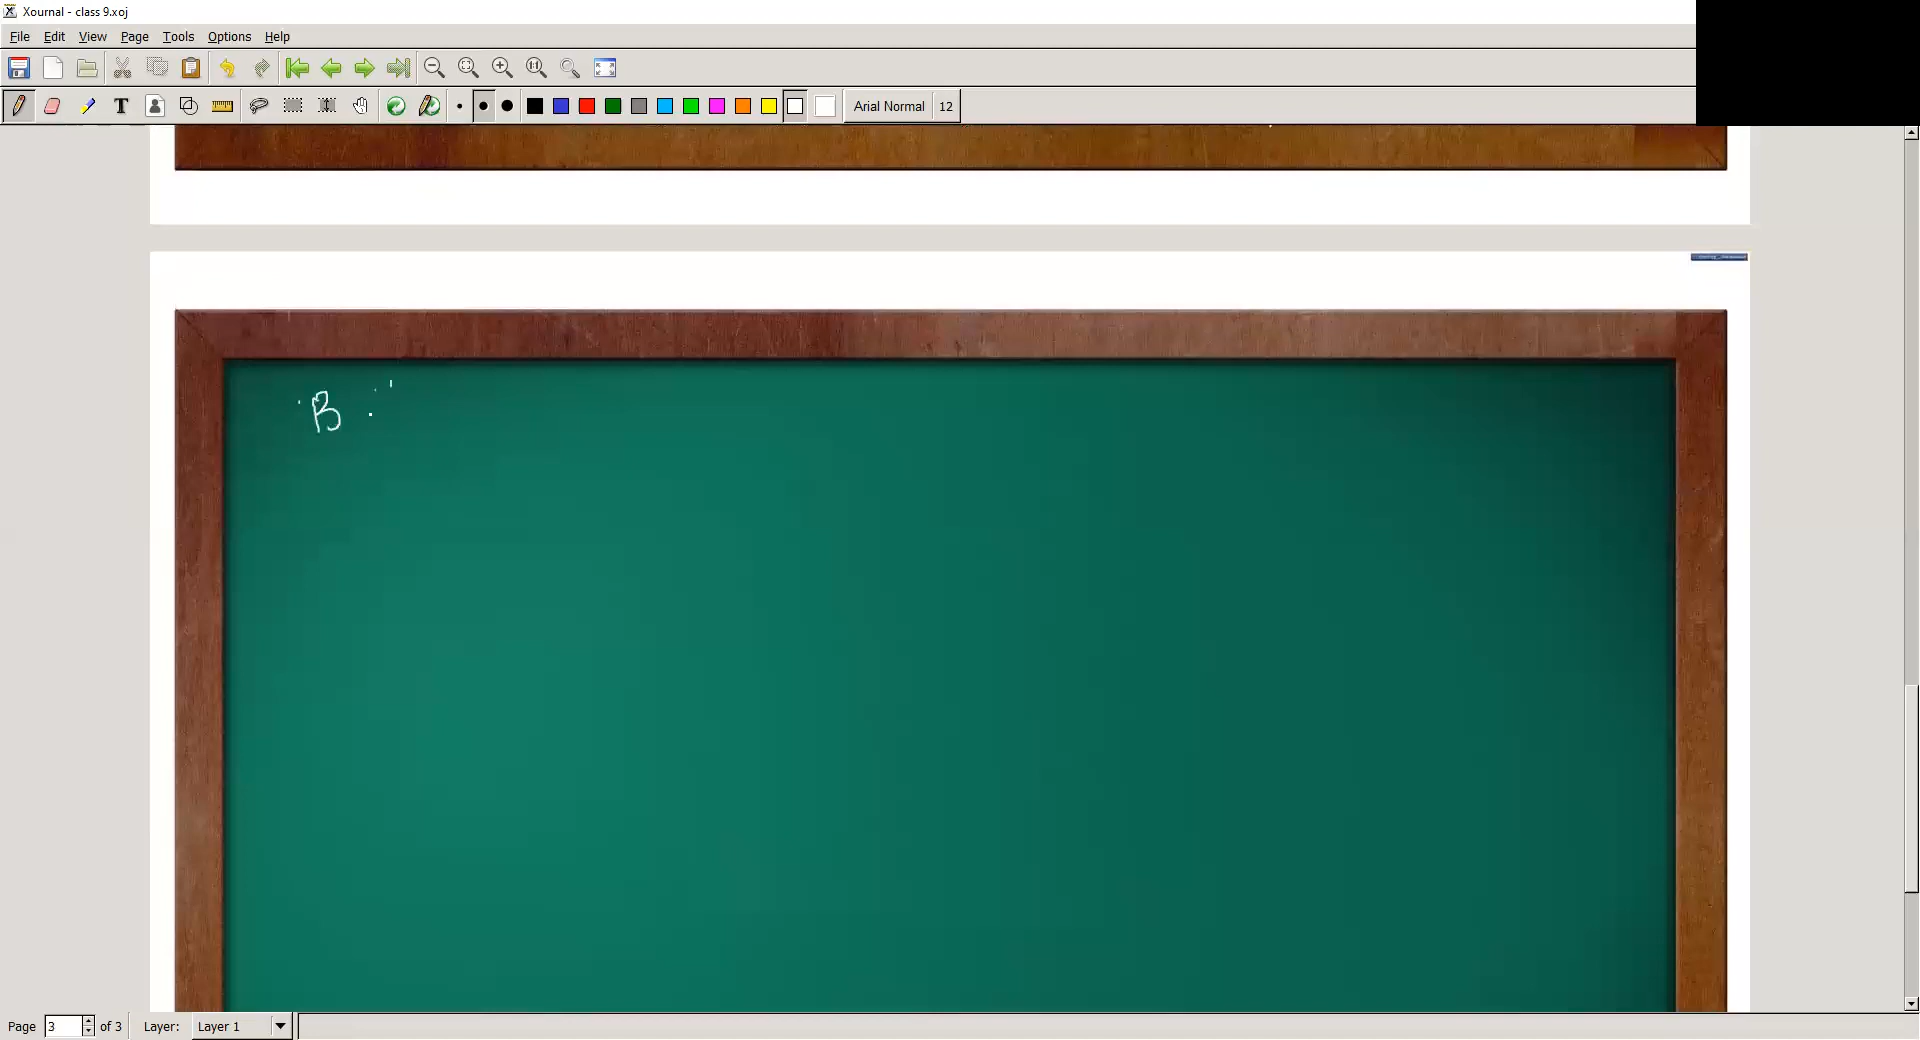 Xournal - class 9.xoj
File Edit View Page Tools Options Help
T Arial Normal 12
B :
Page 3 of 3 Layer: Layer 1